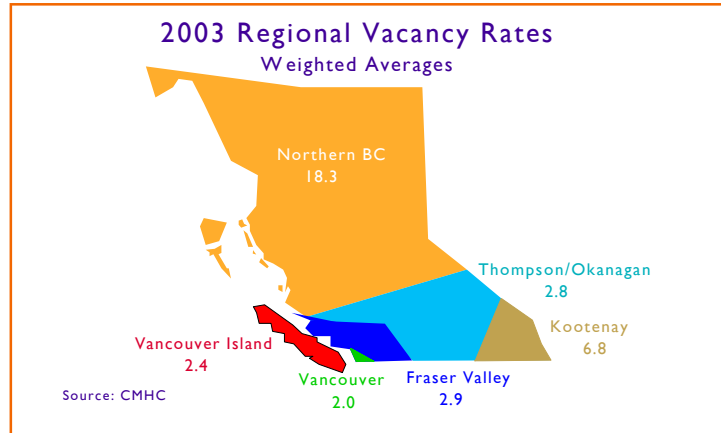 2003 Regional Vacancy Rates
Weighted Averages
Northern BC
18.3
Thompson/Okanagan
2.8
Kootenay
6.8
Vancouver Island
2.4
Vancouver
2.0
Fraser Valley
2.9
Source: CMHC